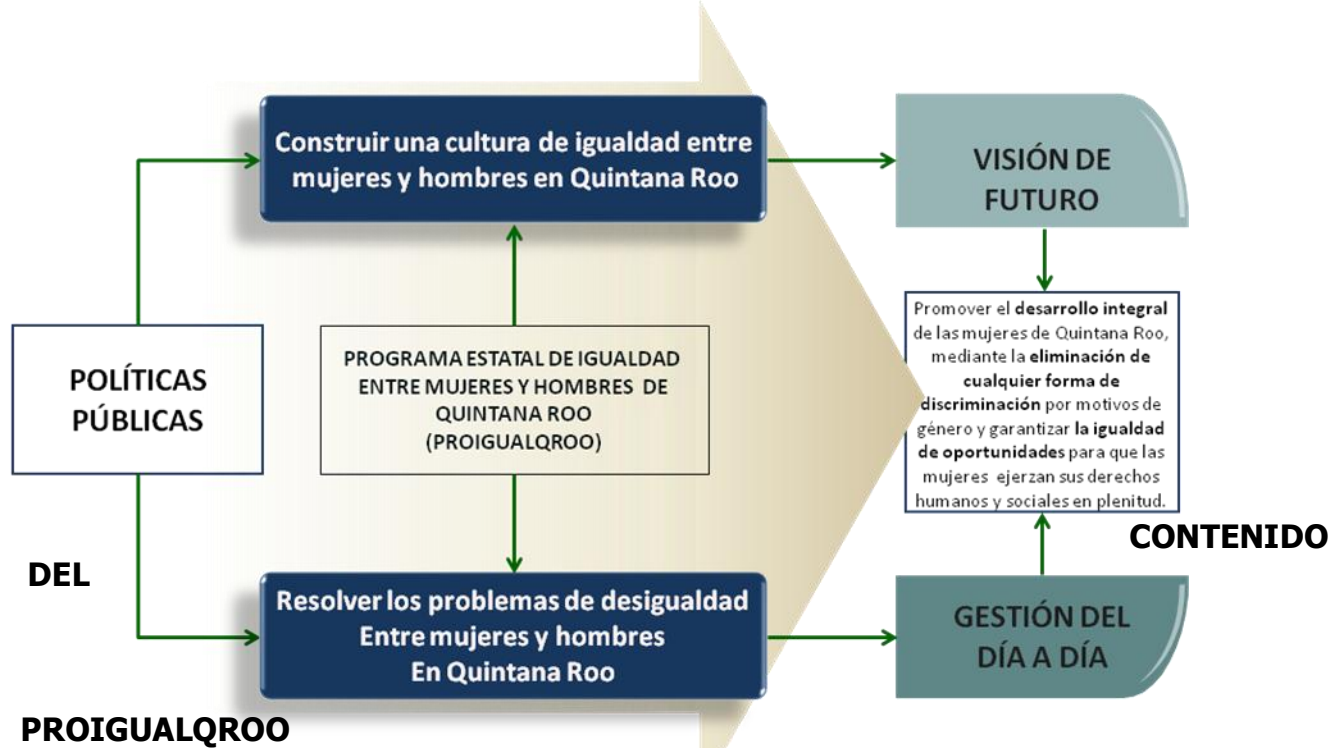 Construir una cultura de igualdad entre
mujeres y hombres en Quintana Roo
VISIÓN DE
FUTURO
POLÍTICAS
PÚBLICAS
PROGRAMA ESTATAL DE IGUALDAD
ENTRE MUJERES Y HOMBRES DE
QUINTANA ROO
(PROIGUALQROO)
Promover el desarrollo integral
de las mujeres de Quintana Roo,
mediante la eliminación de
cualquier forma de
discriminación por motivos de
género y garantizar la igualdad
de oportunidades para que las
mujeres ejerzan sus derechos
humanos y sociales en plenitud.
CONTENIDO
DEL
Resolver los problemas de desigualdad
Entre mujeres y hombres
En Quintana Roo
GESTIÓN DEL
DÍA A DÍA
PROIGUALQROO